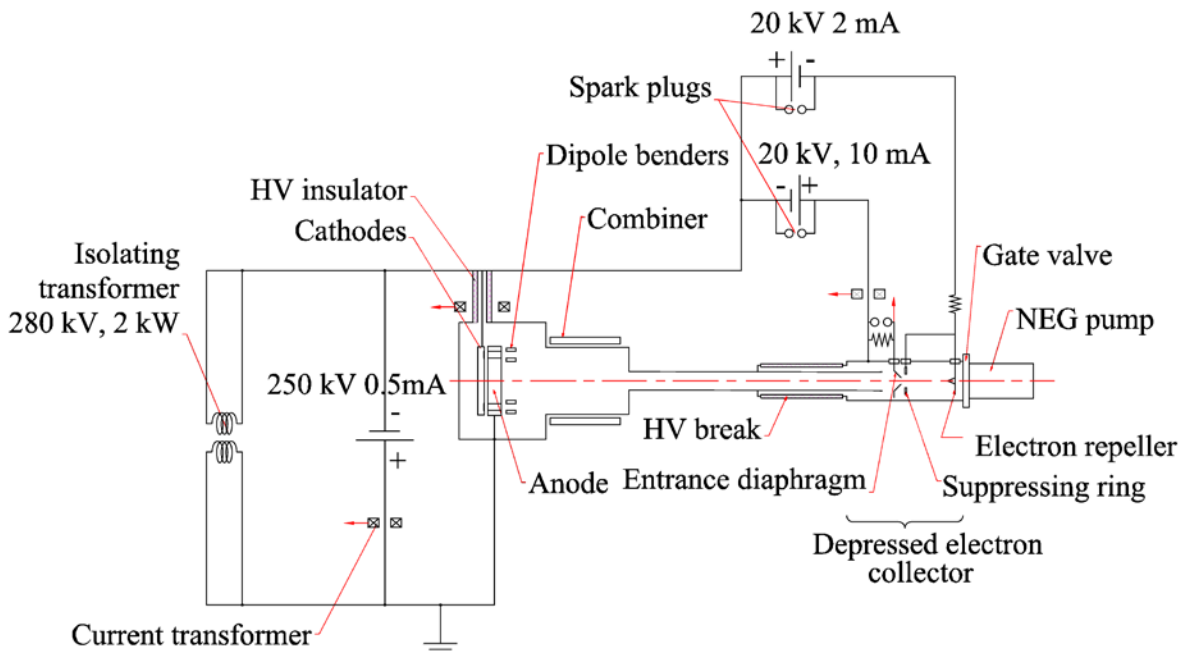 20 kV 2 mA
+ -
Spark plugs
20 kV, 10 mA
- +
Dipole benders
HV insulator
Combiner
Cathodes
Gate valve
Isolating
transformer
280 kV, 2 kW
NEG pump
250 kV 0.5mA
-
+
HV break
Electron repeller
Anode
Entrance diaphragm
Suppressing ring
Depressed electron
collector
Current transformer